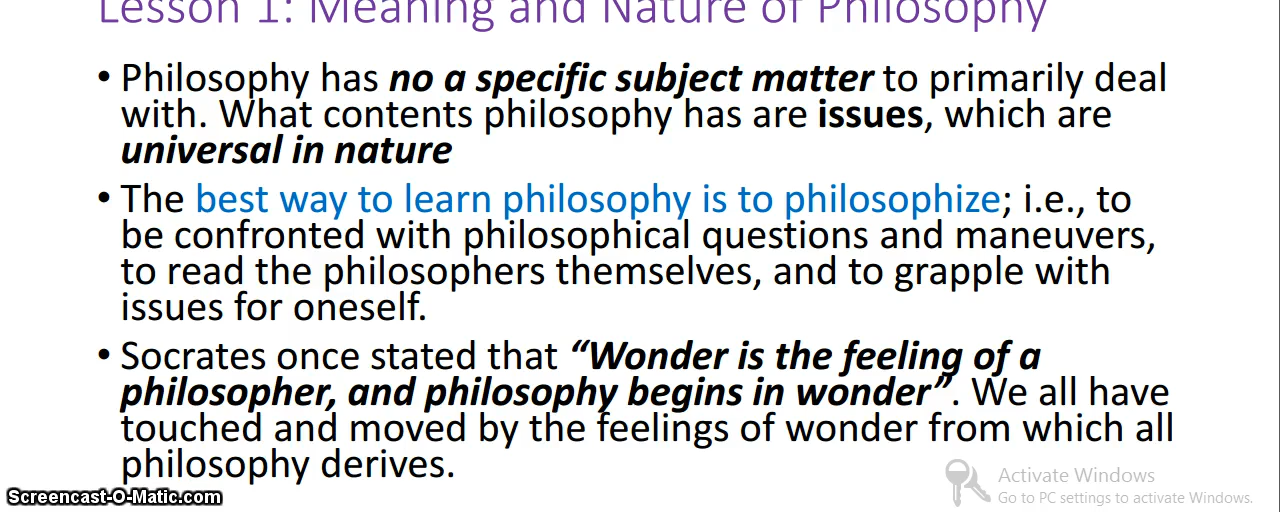 Lesson 1: Meaning and Nature of Philosophy
• Philosophy has no a specific subject matter to primarily deal
with. What contents philosophy has are issues, which are
universal in nature
• The best way to learn philosophy is to philosophize; i.e., to
be confronted with philosophical questions and maneuvers,
to read the philosophers themselves, and to grapple with
issues for oneself.
• Socrates once stated that “Wonder is the feeling of a
philosopher, and philosophy begins in wonder”. We all have
touched and moved by the feelings of wonder from which all
philosophy derives.
Activate Windows
Go to PC settings to activate Windows.
Screencast-O-Matic.com